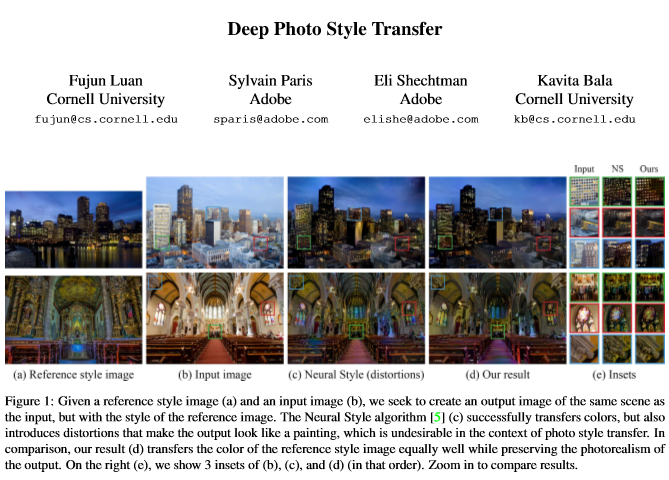 Deep Photo Style Transfer
Fujun Luan
Cornell University
fujun@cs.cornell.edu
Sylvain Paris
Adobe
sparis@adobe.com
Eli Shechtman
Adobe
elishe@adobe.com
Kavita Bala
Cornell University
kb@cs.cornell.edu
Input NS Ours
(a) Reference style image (b) Input image (c) Neural Style (distortions) (d) Our result (e) Insets
Figure 1: Given a reference style image (a) and an input image (b), we seek to create an output image of the same scene as
the input, but with the style of the reference image. The Neural Style algorithm [5] (c) successfully transfers colors, but also
introduces distortions that make the output look like a painting, which is undesirable in the context of photo style transfer. In
comparison, our result (d) transfers the color of the reference style image equally well while preserving the photorealism of
the output. On the right (e), we show 3 insets of (b), (c), and (d) (in that order). Zoom in to compare results.